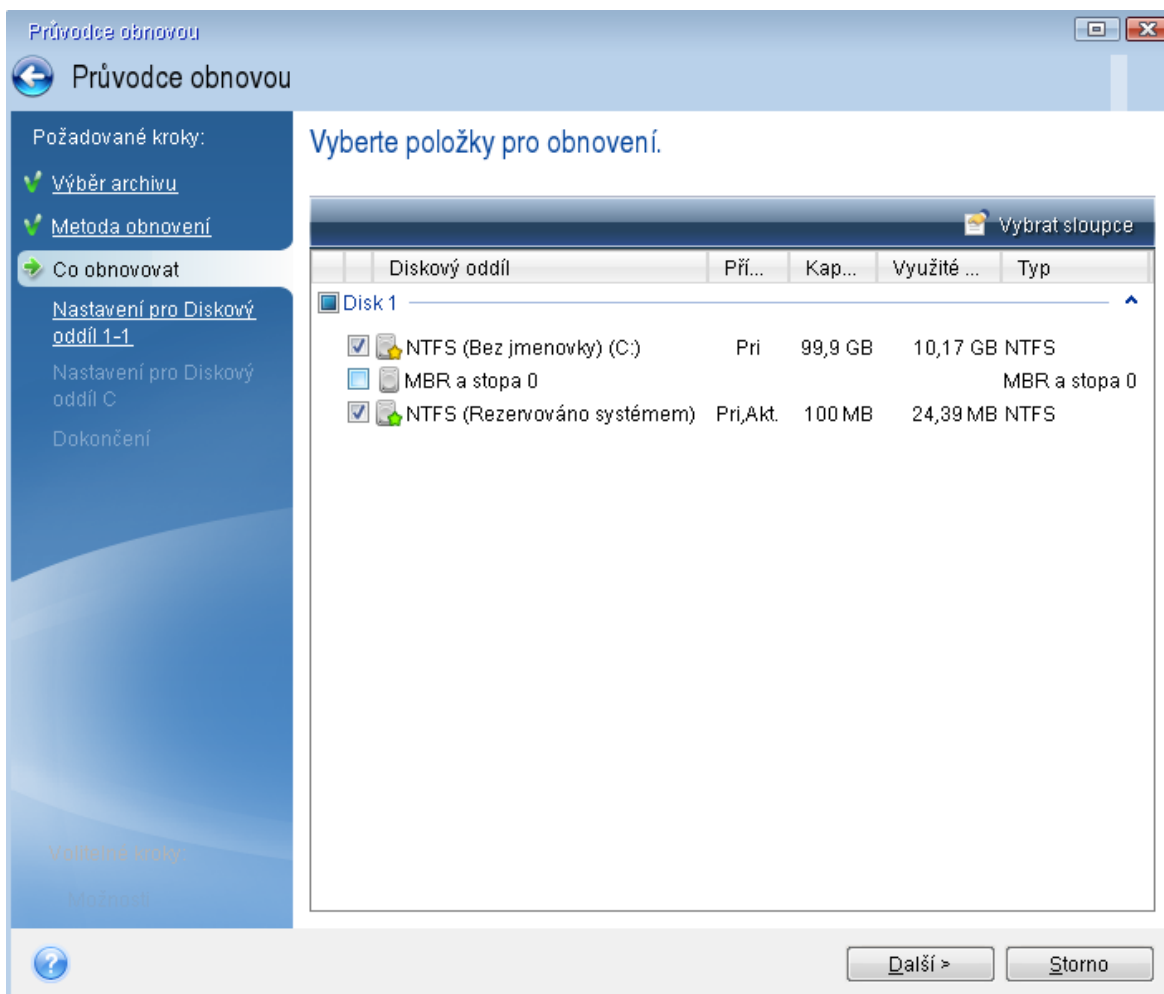 Průvodce obnovou
Průvodce obnovou
Požadované kroky:
Výběr archivu
Metoda obnovení
Co obnovovat
Nastavení pro Diskový
oddíl 1-1
Nastavení pro Diskový
oddíl C
Dokončení
Volitelné kroky:
Možnosti
Vyberte položky pro obnovení.
Vybrat sloupce
Diskový oddíl Pří... Kap... Využité ... Typ
Disk 1
NTFS (Bez jmenovky) (C:) Pri 99,9 GB 10,17 GB NTFS
MBR a stopa 0 MBR a stopa 0
NTFS (Rezervováno systémem) Pri,Akt. 100 MB 24,39 MB NTFS
Další >
Storno